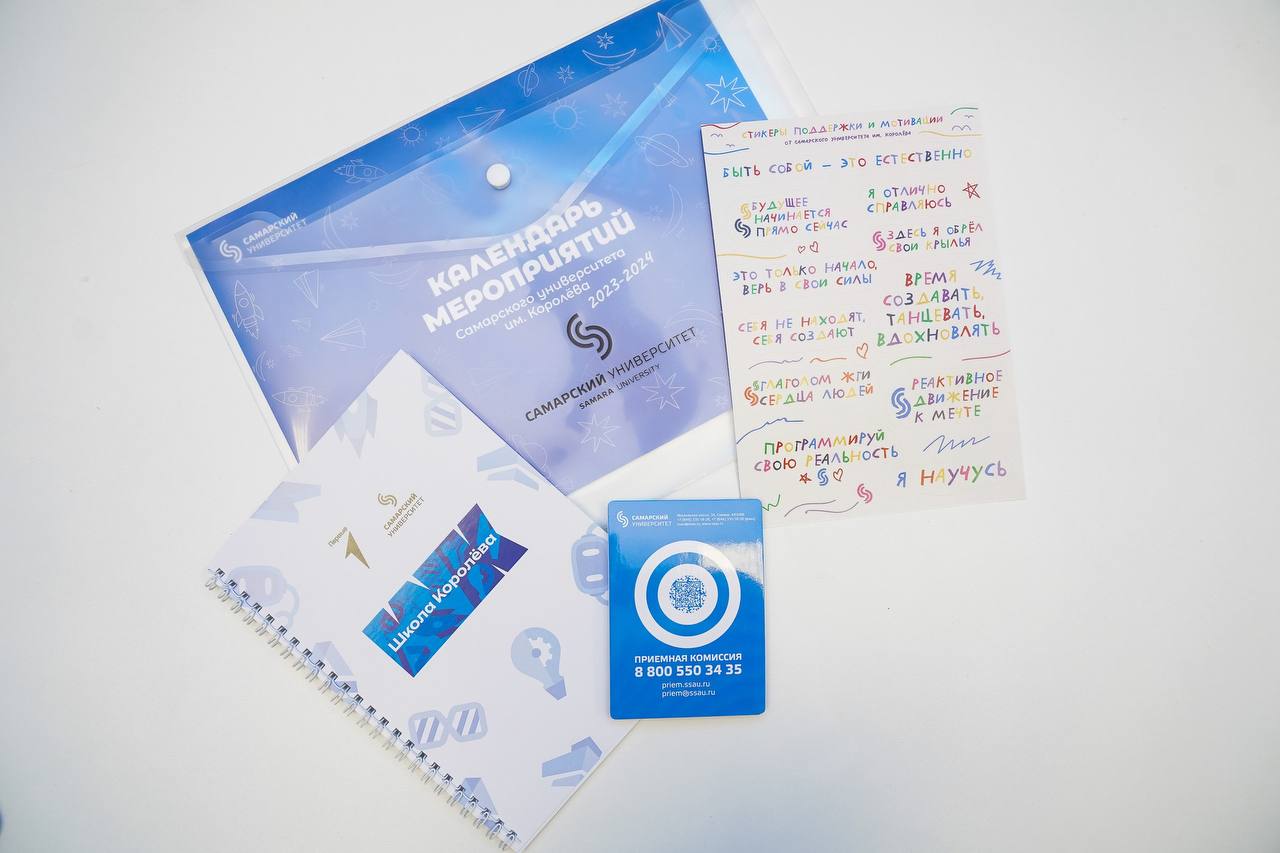 САМАРСКИЙ
УНИВЕРСИТЕТ
КАЛЕНДАРЬ
МЕРОПРИЯТИЙ
Самарского университета
им. Королёва
2023-2024
САМАРСКИЙ УНИВЕРСИТЕТ
SAMARA UNIVERSITY
СТИКЕРЫ ПОДДЕРЖКИ И МОТИВАЦИИ
ОТ САМАРСКОГО УНИВЕРСИТЕТА ИМ. КОРОЛЁВА
БЫТЬ СОБОЙ – ЭТО ЕСТЕСТВЕННО
БУДУЩЕЕ
НАЧИНАЕТСЯ
ПРЯМО СЕЙЧАС
Я ОТЛИЧНО
СПРАВЛЯЮСЬ
ЗДЕСЬ Я ОБРЁЛ
СВОИ КРЫЛЬЯ
ЭТО ТОЛЬКО НАЧАЛО,
ВЕРЬ В СВОИ СИЛЫ
ВРЕМЯ
СОЗДАВАТЬ,
ТАНЦЕВАТЬ,
ВДОХНОВЛЯТЬ
СЕБЯ НЕ НАХОДЯТ,
СЕБЯ СОЗДАЮТ
ГЛАГОЛОМ ЖГИ
СЕРДЦА ЛЮДЕЙ
РЕАКТИВНОЕ
ДВИЖЕНИЕ
К МЕЧТЕ
ПРОГРАММИРУЙ
СВОЮ РЕАЛЬНОСТЬ
Я НАУЧУСЬ
Первые
САМАРСКИЙ
УНИВЕРСИТЕТ
Школа Королёва
САМАРСКИЙ
УНИВЕРСИТЕТ
ПРИЕМНАЯ КОМИССИЯ
8 800 550 34 35
priem.ssau.ru
priem@ssau.ru